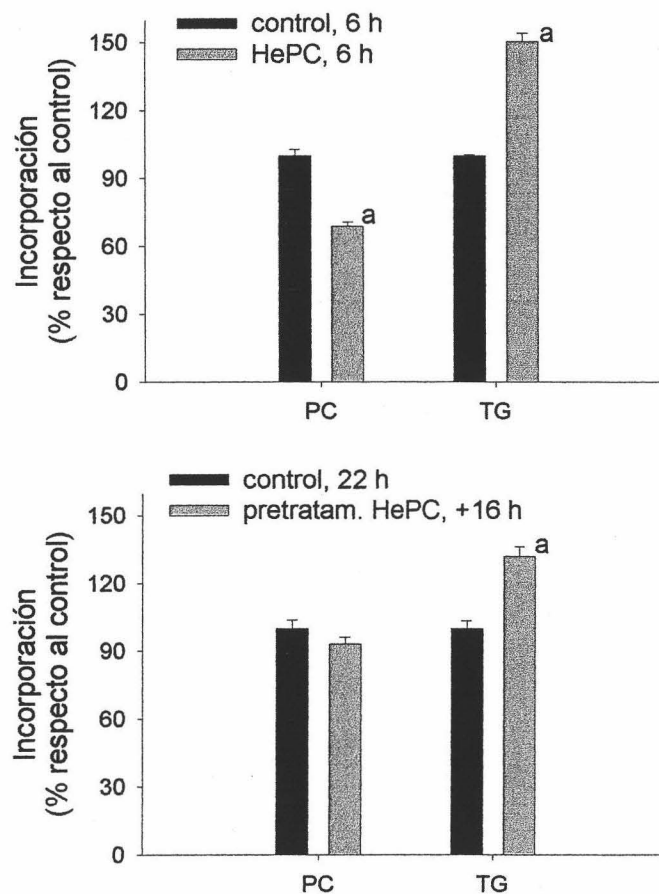 control, 6 h
HePC, 6 h
Incorporación
(% respecto al control)
150
120
90
60
30
0
a
a
PC
TG
control, 22 h
pretratam. HePC, +16 h
Incorporación
(% respecto al control)
150
120
90
60
30
0
a
PC
TG